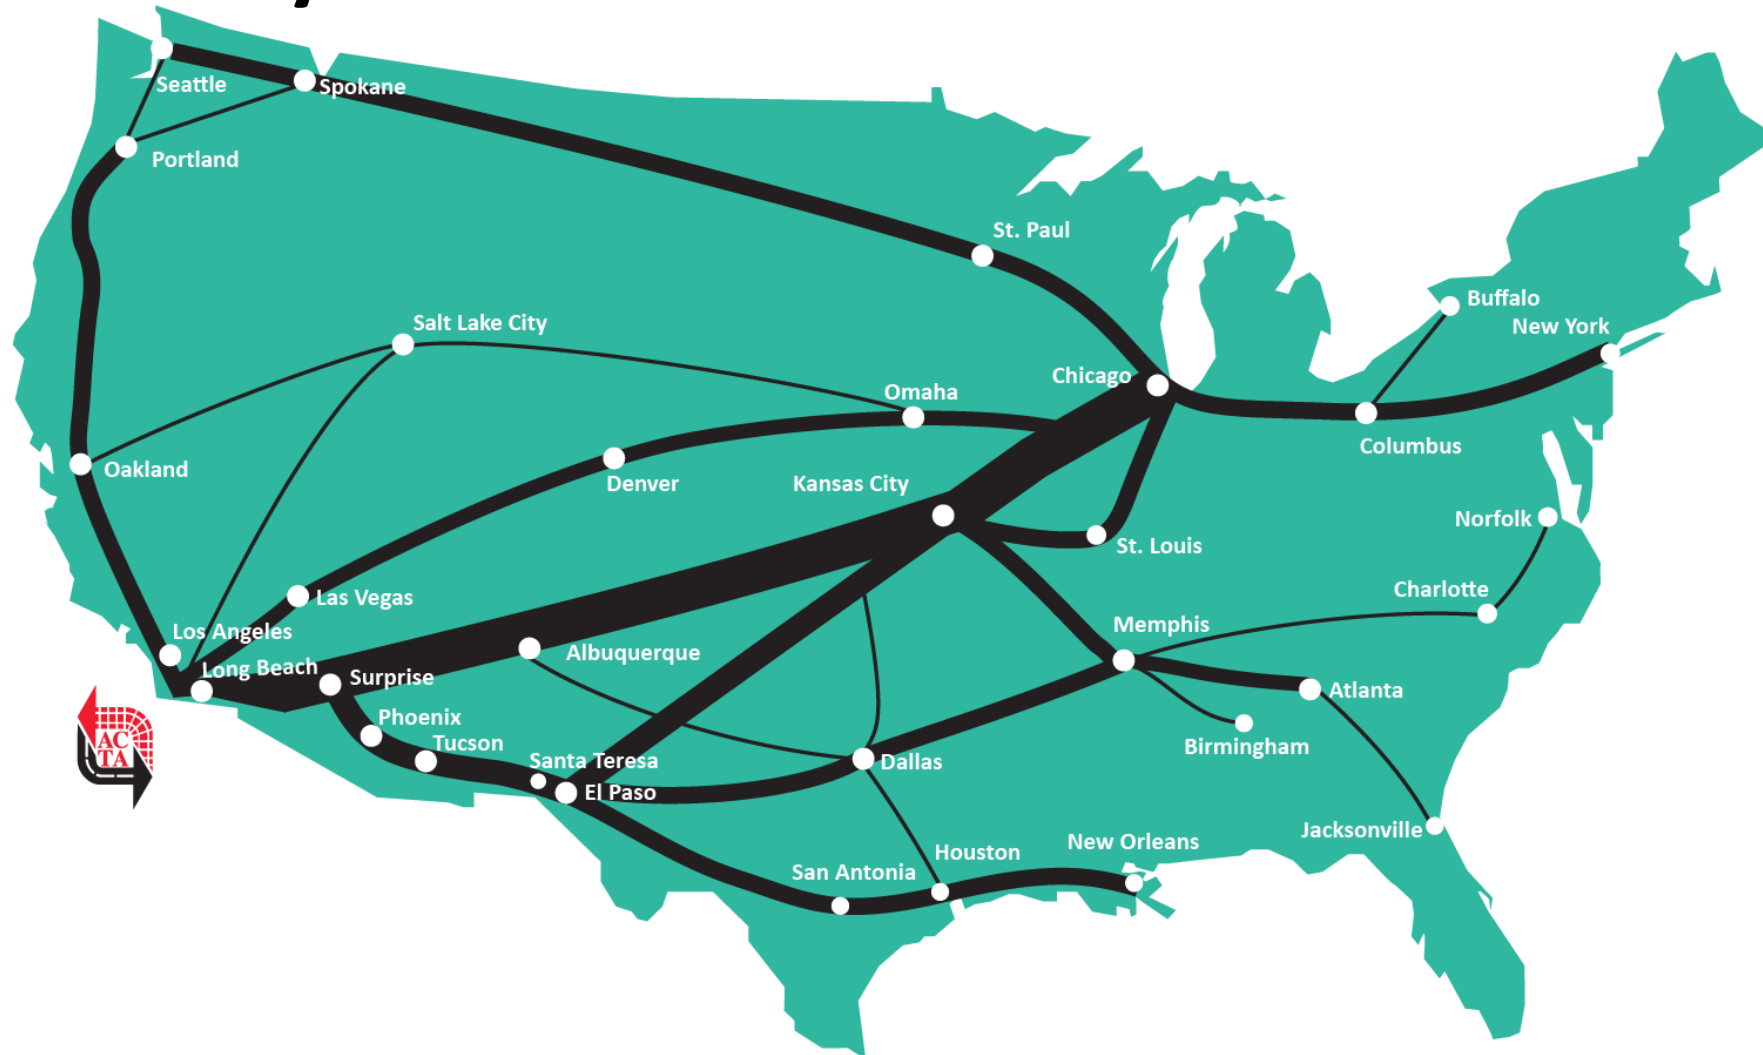 Seattle
Spokane
Portland
St. Paul
Buffalo
New York
Salt Lake City
Chicago
Omaha
Columbus
Oakland
Denver
Kansas City
Norfolk
St. Louis
Charlotte
Las Vegas
Los Angeles
Memphis
Long Beach
Albuquerque
Surprise
Atlanta
Phoenix
Tucson
Birmingham
Santa Teresa
Dallas
El Paso
AC
TA
Jacksonville
New Orleans
Houston
San Antonia